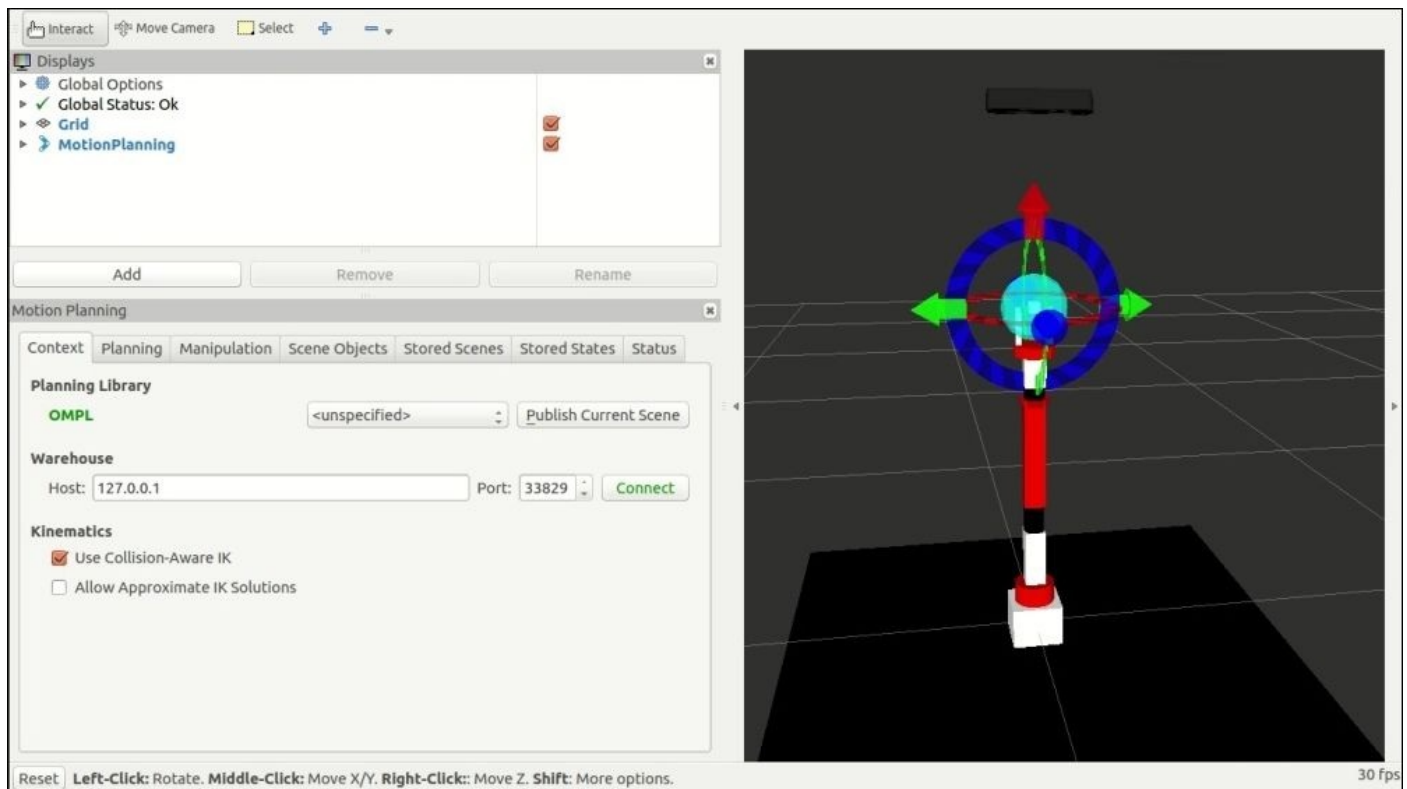 Interact Move Camera Select
Displays
Global Options
Global Status: Ok
Grid
MotionPlanning
Add Remove Rename
Motion Planning
Context Planning Manipulation Scene Objects Stored Scenes Stored States Status
Planning Library
OMPL <unspecified> Publish Current Scene
Warehouse
Host: 127.0.0.1 Port: 33829 Connect
Kinematics
Use Collision-Aware IK
Allow Approximate IK Solutions
Reset Left-Click: Rotate. Middle-Click: Move X/Y. Right-Click:: Move Z. Shift: More options. 30 fps